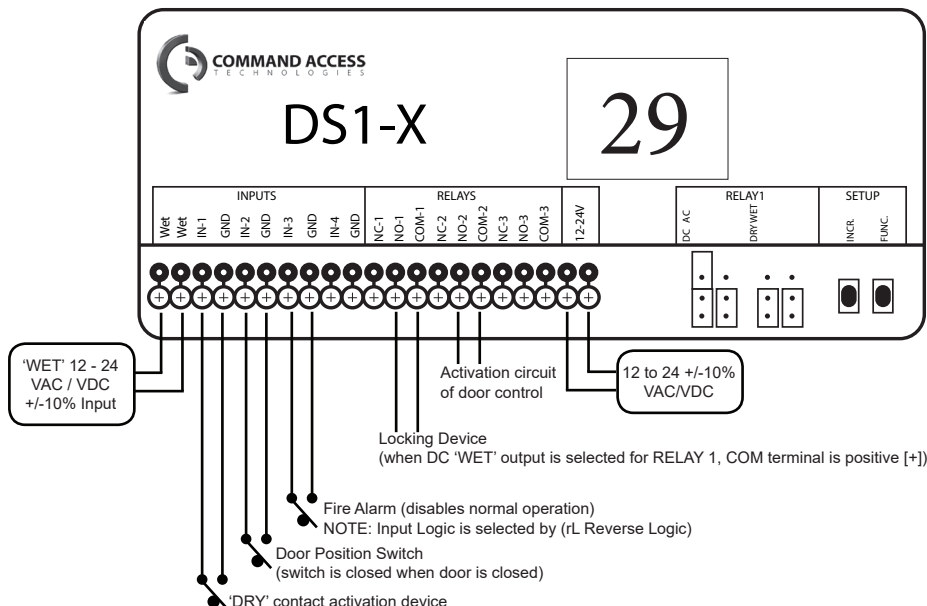 COMMAND ACCESS
TECHNOLOGIES
DS1-X
29
INPUTS
RELAYS
RELAY1
SETUP
Wet
Wet
IN-1
GND
IN-2
GND
IN-3
GND
IN-4
GND
NC-1
NO-1
COM-1
NC-2
NO-2
COM-2
NC-3
NO-3
COM-3
12-24V
DC AC
DRY WET
INCR.
FUNC.
'WET' 12 - 24
VAC / VDC
+/-10% Input
Activation circuit
of door control
12 to 24 +/-10%
VAC/VDC
Locking Device
(when DC 'WET' output is selected for RELAY 1, COM terminal is positive [+])
Fire Alarm (disables normal operation)
NOTE: Input Logic is selected by (rL Reverse Logic)
Door Position Switch
(switch is closed when door is closed)
'DRY' contact activation device